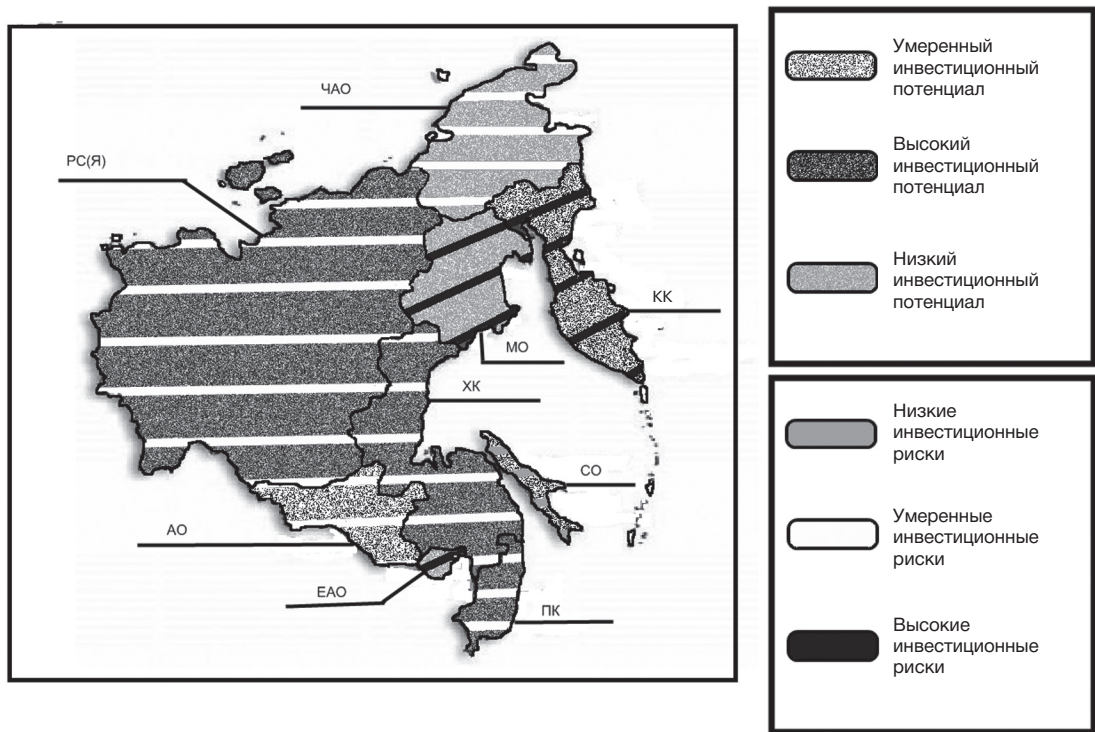 ЧАО
РС(Я)
КК
МО
ХК
СО
АО
ЕАО
ПК
Умеренный
инвестиционный
потенциал
Высокий
инвестиционный
потенциал
Низкий
инвестиционный
потенциал
Низкие
инвестиционные
риски
Умеренные
инвестиционные
риски
Высокие
инвестиционные
риски